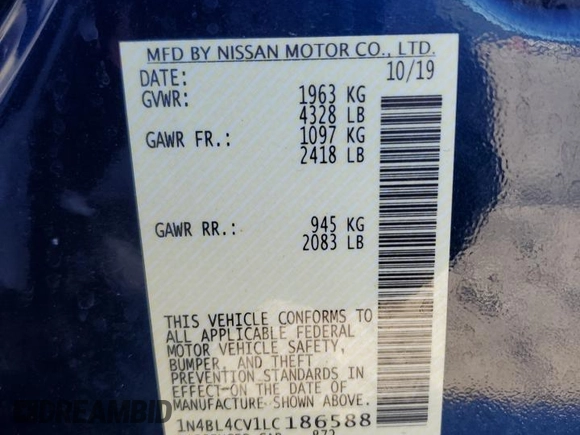 MFD BY NISSAN MOTOR CO., LTD.
DATE: 10/19
GVWR: 1963 KG
4328 LB
GAWR FR.: 1097 KG
2418 LB
GAWR RR.: 945 KG
2083 LB
THIS VEHICLE CONFORMS TO
ALL APPLICABLE FEDERAL
MOTOR VEHICLE SAFETY,
BUMPER, AND THEFT
PREVENTION STANDARDS IN
EFFECT ON THE DATE OF
MANUFACTURE SHOWN ABOVE.
1N4BL4CV1LC186588
DREAMBID